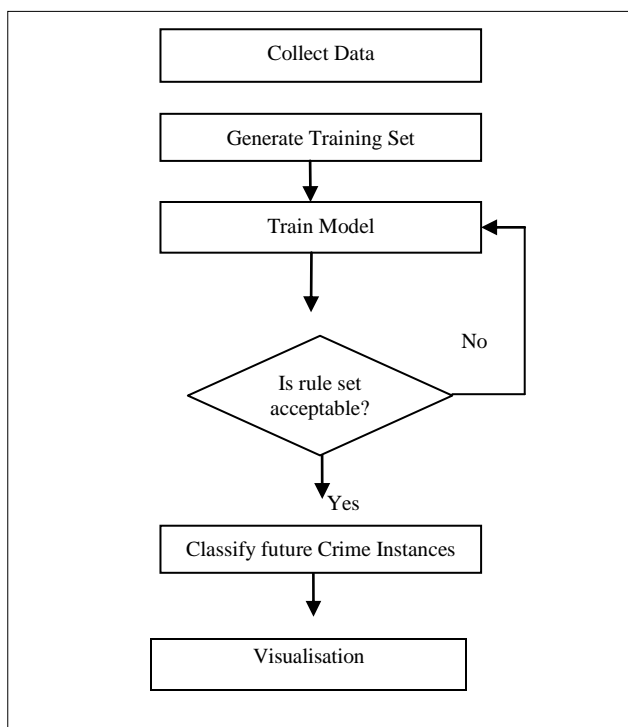 Collect Data
Generate Training Set
Train Model
No
Is rule set
acceptable?
Yes
Classify future Crime Instances
Visualisation